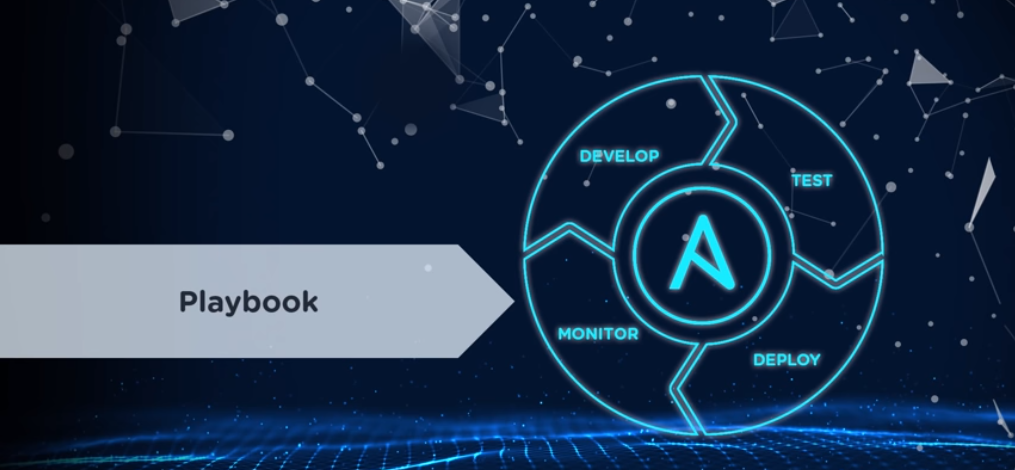 DEVELOP
TEST
Playbook
MONITOR
DEPLOY